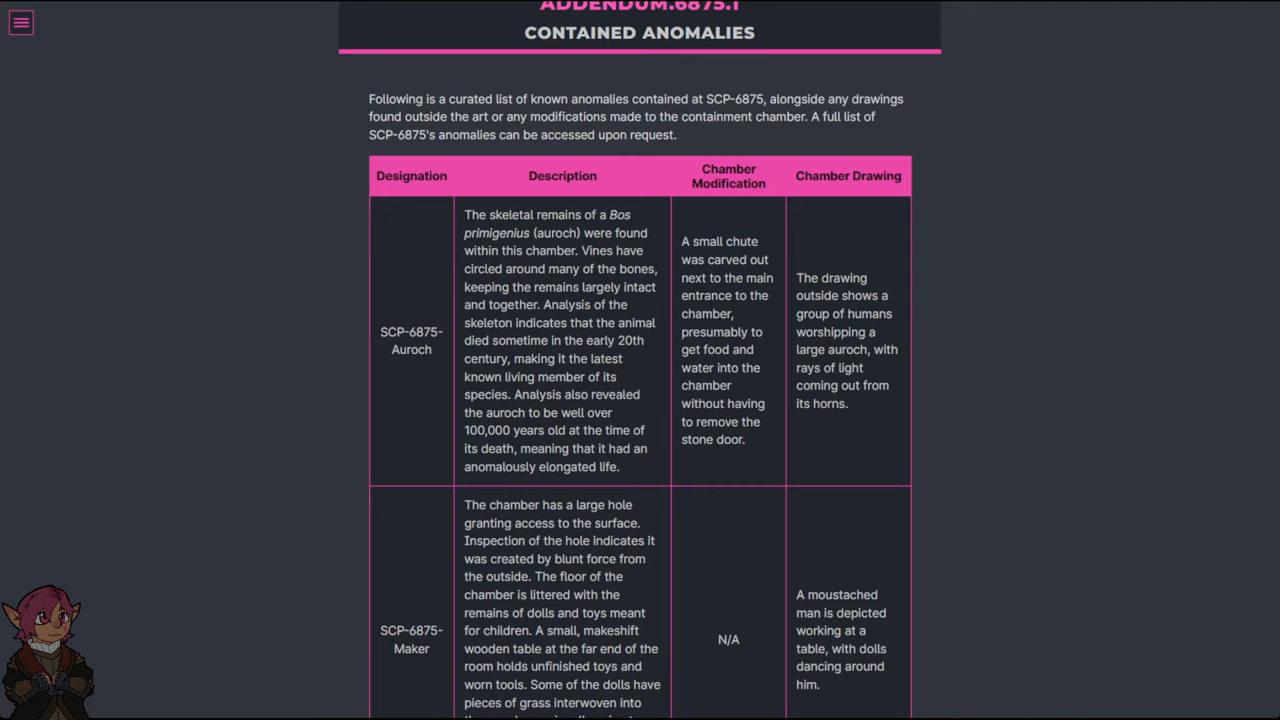 ADDENDUM.6875.1
CONTAINED ANOMALIES
Following is a curated list of known anomalies contained at SCP-6875, alongside any drawings
found outside the art or any modifications made to the containment chamber. A full list of
SCP-6875's anomalies can be accessed upon request.
Designation
Description
Chamber
Modification
Chamber Drawing
SCP-6875-
Auroch
The skeletal remains of a Bos
primigenius (auroch) were found
within this chamber. Vines have
circled around many of the bones,
keeping the remains largely intact
and together. Analysis of the
skeleton indicates that the animal
died sometime in the early 20th
century, making it the latest
known living member of its
species. Analysis also revealed
the auroch to be well over
100,000 years old at the time of
its death, meaning that it had an
anomalously elongated life.
A small chute
was carved out
next to the main
entrance to the
chamber,
presumably to
get food and
water into the
chamber
without having
to remove the
stone door.
The drawing
outside shows a
group of humans
worshipping a
large auroch, with
rays of light
coming out from
its horns.
SCP-6875-
Maker
The chamber has a large hole
granting access to the surface.
Inspection of the hole indicates it
was created by blunt force from
the outside. The floor of the
chamber is littered with the
remains of dolls and toys meant
for children. A small, makeshift
wooden table at the far end of the
room holds unfinished toys and
worn tools. Some of the dolls have
pieces of grass interwoven into
N/A
A moustached
man is depicted
working at a
table, with dolls
dancing around
him.